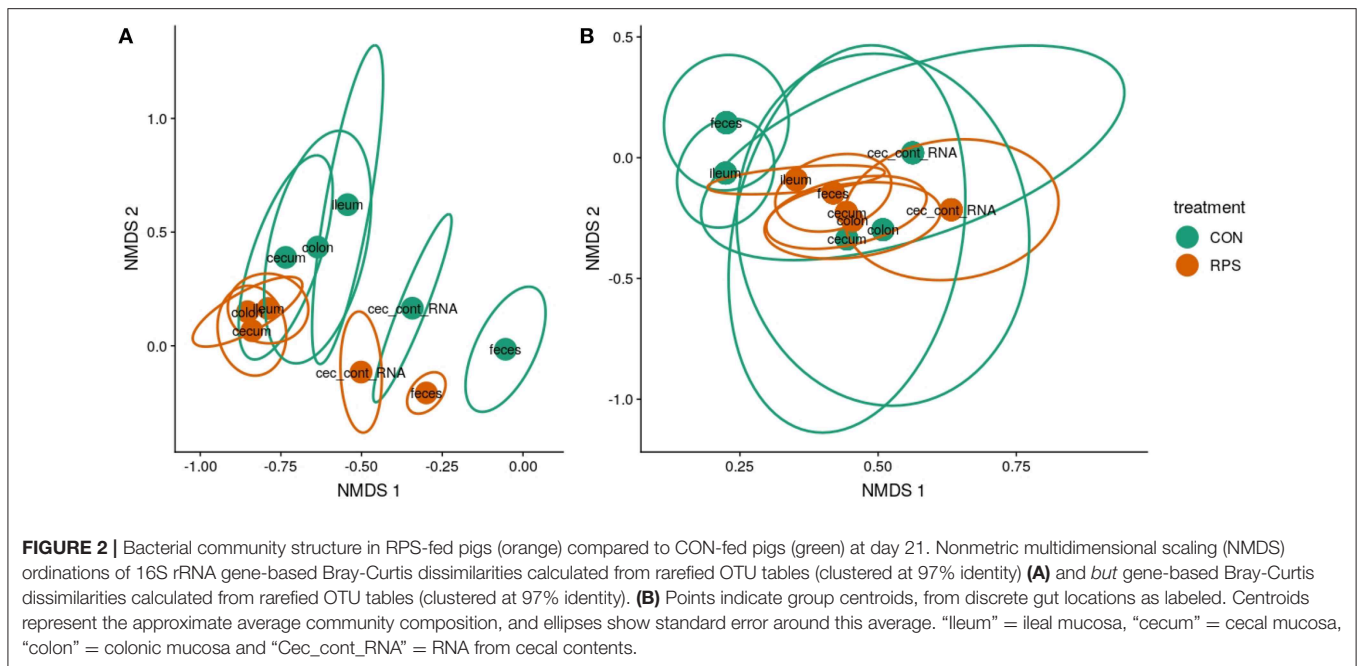 A
B
1.0
0.5
0.0
NMDS 2
ileum
colon
cecum
cec_cont_RNA
feces
colon
ileum
cecum
cec_cont_RNA
feces
-1.00
-0.75
-0.50
-0.25
0.00
NMDS 1
0.5
0.0
-0.5
-1.0
NMDS 2
feces
ileum
cec_cont_RNA
ileum
feces
cecum
colon
cec_cont_RNA
colon
cecum
0.25
0.50
0.75
NMDS 1
treatment
CON
RPS
FIGURE 2 | Bacterial community structure in RPS-fed pigs (orange) compared to CON-fed pigs (green) at day 21. Nonmetric multidimensional scaling (NMDS)
ordinations of 16S rRNA gene-based Bray-Curtis dissimilarities calculated from rarefied OTU tables (clustered at 97% identity) (A) and but gene-based Bray-Curtis
dissimilarities calculated from rarefied OTU tables (clustered at 97% identity). (B) Points indicate group centroids, from discrete gut locations as labeled. Centroids
represent the approximate average community composition, and ellipses show standard error around this average. “Ileum” = ileal mucosa, “cecum” = cecal mucosa,
“colon” = colonic mucosa and “Cec_cont_RNA” = RNA from cecal contents.